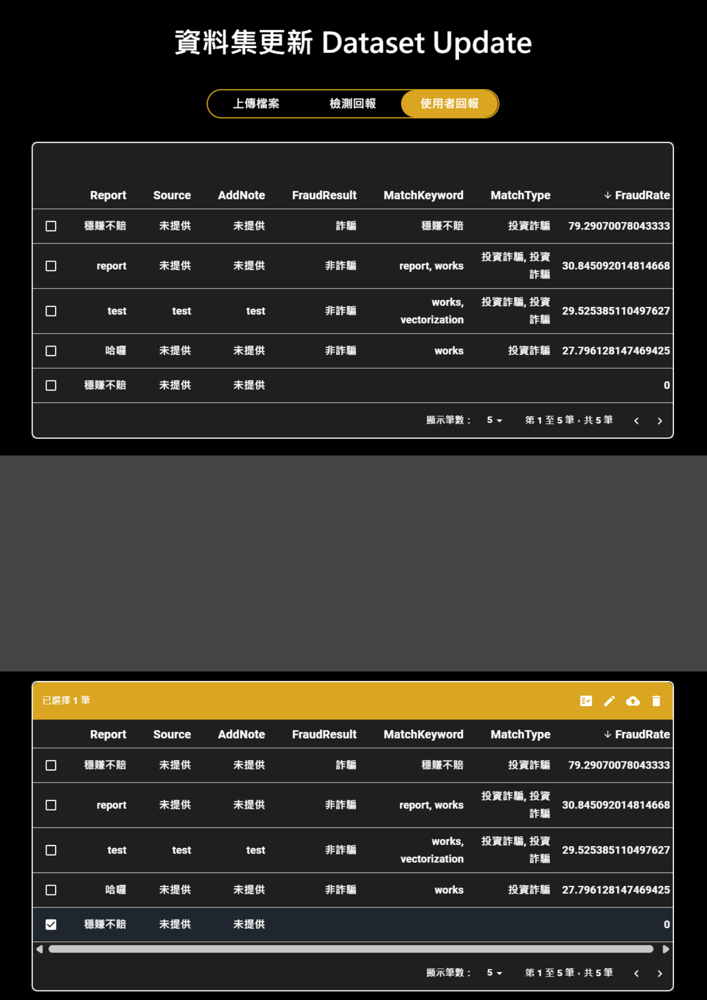 資料集更新 Dataset Update
上傳檔案 檢測回報 使用者回報
Report Source AddNote FraudResult MatchKeyword MatchType ↓ FraudRate
穩賺不賠 未提供 未提供 詐騙 穩賺不賠 投資詐騙 79.29070078043333
report 未提供 未提供 非詐騙 report, works 投資詐騙, 投資
詐騙 30.845092014814668
test test test 非詐騙 works,
vectorization 投資詐騙, 投資
詐騙 29.525385110497627
哈囉 未提供 未提供 非詐騙 works 投資詐騙 27.796128147469425
穩賺不賠 未提供 未提供 0
顯示筆數： 5 第 1 至 5 筆，共 5 筆
已選擇 1 筆
Report Source AddNote FraudResult MatchKeyword MatchType ↓ FraudRate
穩賺不賠 未提供 未提供 詐騙 穩賺不賠 投資詐騙 79.29070078043333
report 未提供 未提供 非詐騙 report, works 投資詐騙, 投資
詐騙 30.845092014814668
test test test 非詐騙 works,
vectorization 投資詐騙, 投資
詐騙 29.525385110497627
哈囉 未提供 未提供 非詐騙 works 投資詐騙 27.796128147469425
穩賺不賠 未提供 未提供 0
顯示筆數： 5 第 1 至 5 筆，共 5 筆